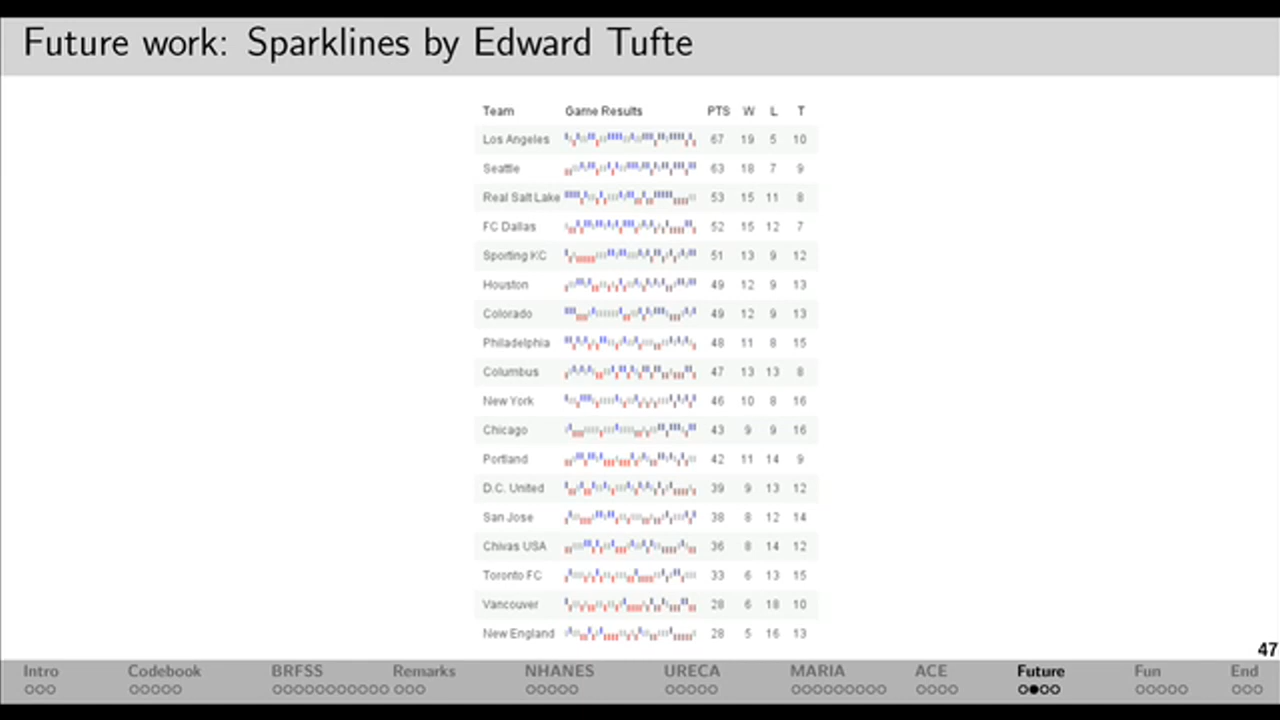 Future work: Sparklines by Edward Tufte
Team Game Results PTS W L T
Los Angeles 67 19 5 10
Seattle 63 18 7 9
Real Salt Lake 53 15 11 8
FC Dallas 52 15 12 7
Sporting KC 51 13 9 12
Houston 49 12 9 13
Colorado 49 12 9 13
Philadelphia 48 11 8 15
Columbus 47 13 13 8
New York 46 10 8 16
Chicago 43 9 9 16
Portland 42 11 14 9
D.C. United 39 9 13 12
San Jose 38 8 12 14
Chivas USA 36 8 14 12
Toronto FC 33 6 13 15
Vancouver 28 6 18 10
New England 28 5 16 13
47
Intro Codebook BRFSS Remarks NHANES URECA MARIA ACE Future Fun End